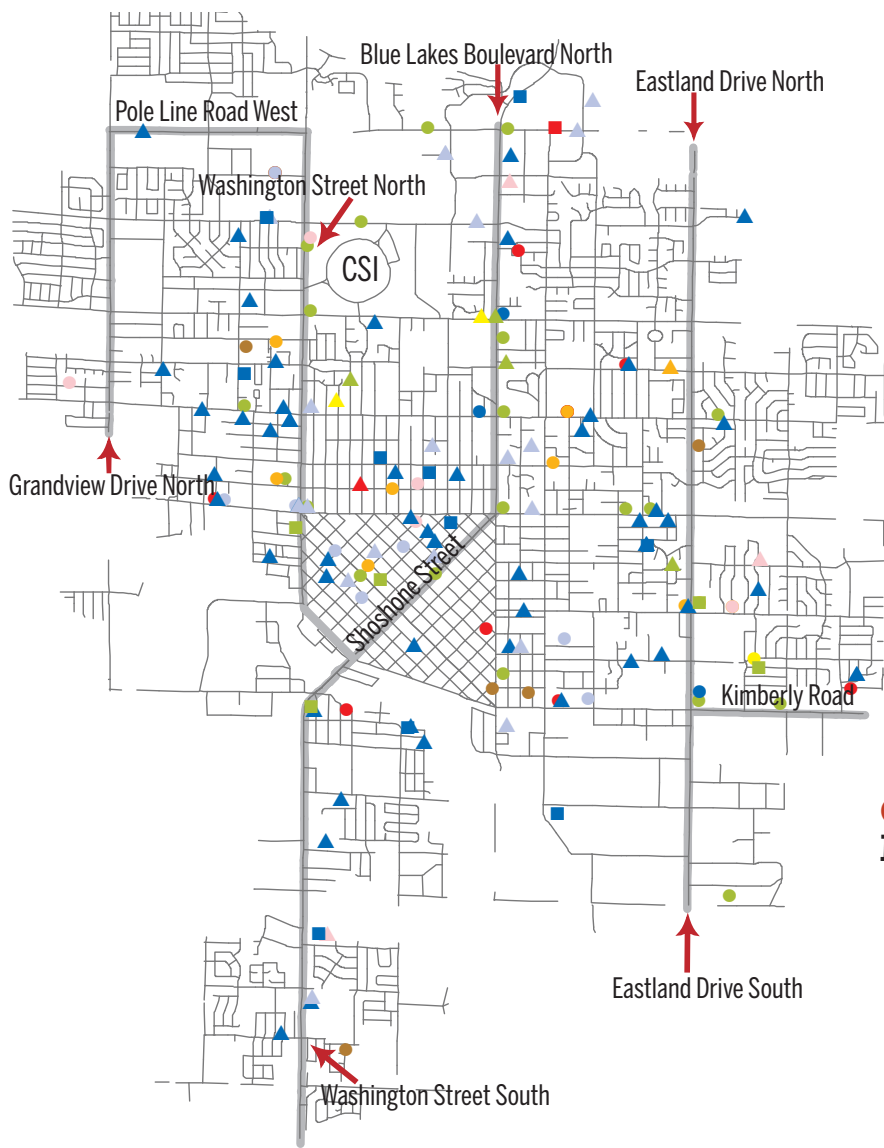 Blue Lakes Boulevard North
Eastland Drive North
Pole Line Road West
Washington Street North
CSI
Grandview Drive North
Shoshone Street
Kimberly Road
Eastland Drive South
Washington Street South